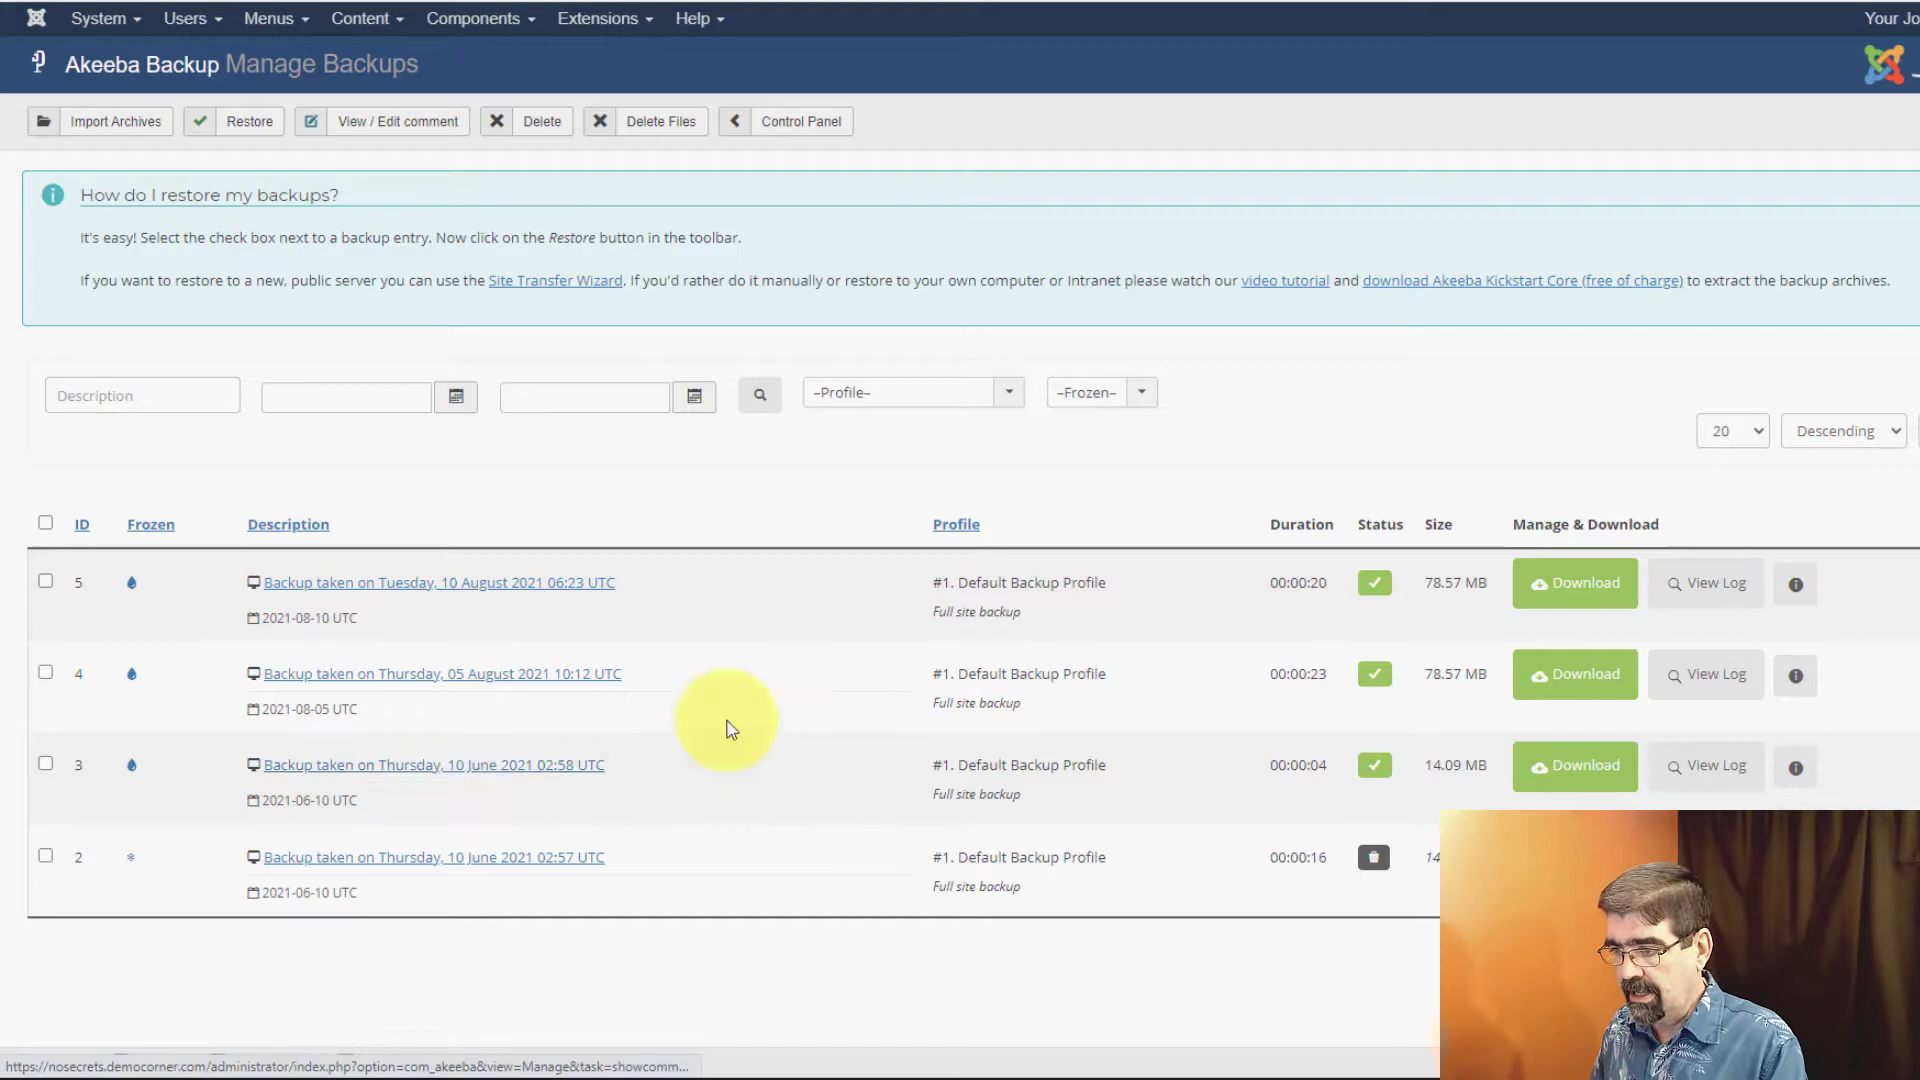 System Users Menus Content Components Extensions Help Your Jo
Akeeba Backup Manage Backups
Import Archives Restore View / Edit comment Delete Delete Files Control Panel
How do I restore my backups?
It's easy! Select the check box next to a backup entry. Now click on the Restore button in the toolbar.
If you want to restore to a new, public server you can use the Site Transfer Wizard. If you'd rather do it manually or restore to your own computer or Intranet please watch our video tutorial and download Akeeba Kickstart Core (free of charge) to extract the backup archives.
Description –Profile– –Frozen–
20 Descending
ID Frozen Description Profile Duration Status Size Manage & Download
5 Backup taken on Tuesday, 10 August 2021 06:23 UTC #1. Default Backup Profile 00:00:20 78.57 MB Download View Log
2021-08-10 UTC Full site backup
4 Backup taken on Thursday, 05 August 2021 10:12 UTC #1. Default Backup Profile 00:00:23 78.57 MB Download View Log
2021-08-05 UTC Full site backup
3 Backup taken on Thursday, 10 June 2021 02:58 UTC #1. Default Backup Profile 00:00:04 14.09 MB Download View Log
2021-06-10 UTC Full site backup
2 Backup taken on Thursday, 10 June 2021 02:57 UTC #1. Default Backup Profile 00:00:16 14
2021-06-10 UTC Full site backup
https://nosecrets.democorner.com/administrator/index.php?option=com_akeeba&view=Manage&task=showcomm...